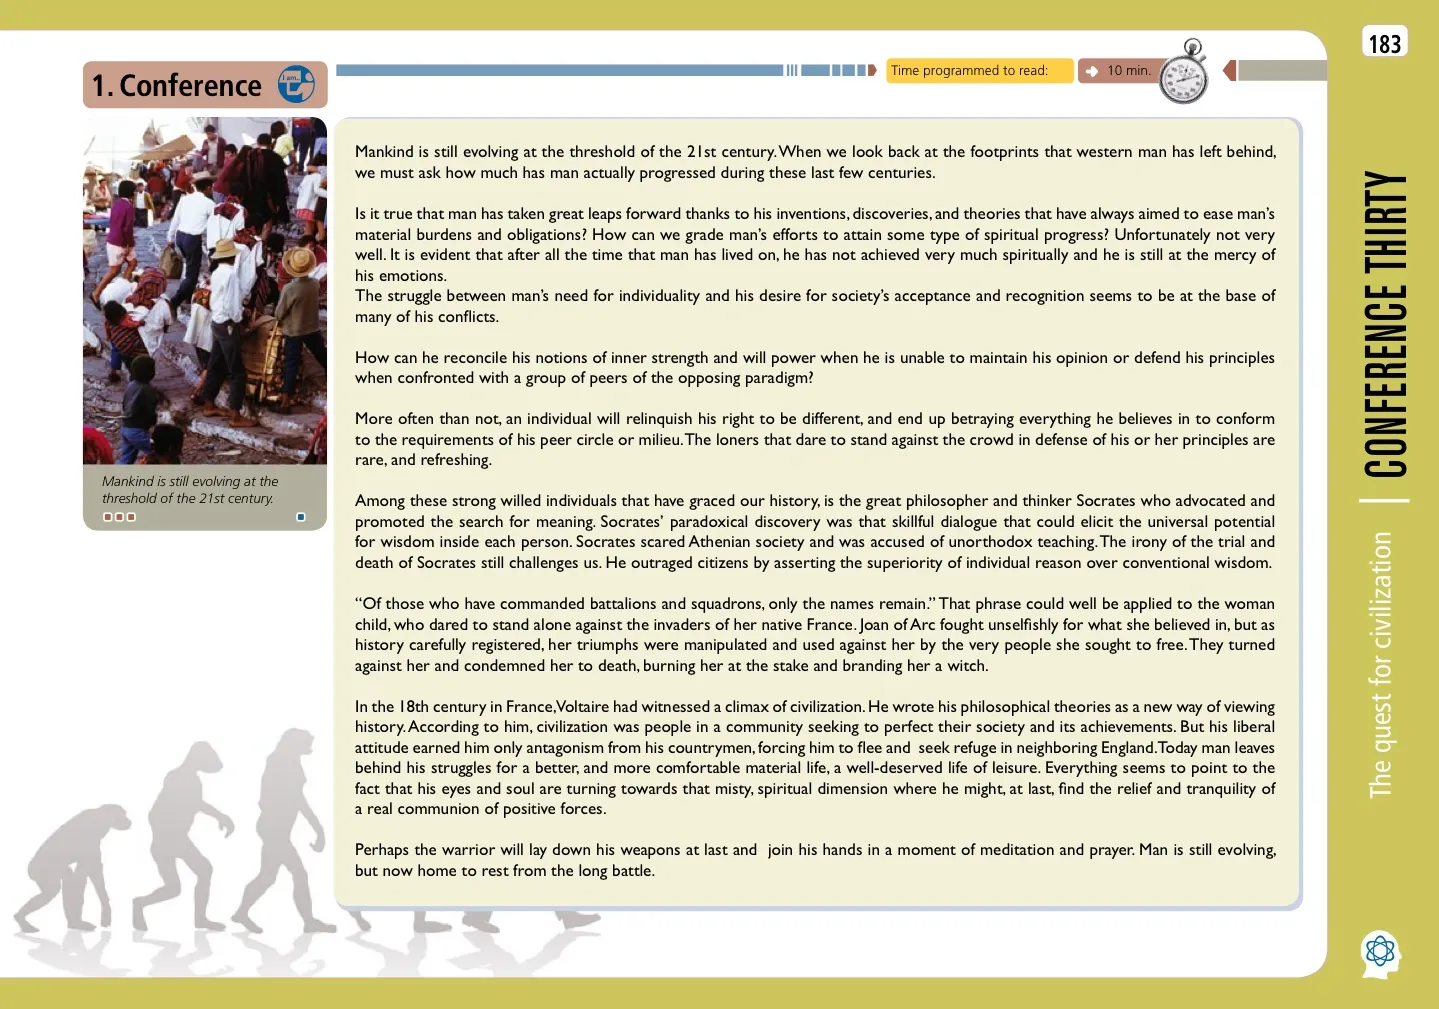 183
1. Conference
I am...
Time programmed to read:
10 min.
Mankind is still evolving at the threshold of the 21st century. When we look back at the footprints that western man has left behind,
we must ask how much has man actually progressed during these last few centuries.
Is it true that man has taken great leaps forward thanks to his inventions, discoveries, and theories that have always aimed to ease man's
material burdens and obligations? How can we grade man's efforts to attain some type of spiritual progress? Unfortunately not very
well. It is evident that after all the time that man has lived on, he has not achieved very much spiritually and he is still at the mercy of
his emotions.
The struggle between man's need for individuality and his desire for society's acceptance and recognition seems to be at the base of
many of his conflicts.
How can he reconcile his notions of inner strength and will power when he is unable to maintain his opinion or defend his principles
when confronted with a group of peers of the opposing paradigm?
More often than not, an individual will relinquish his right to be different, and end up betraying everything he believes in to conform
to the requirements of his peer circle or milieu. The loners that dare to stand against the crowd in defense of his or her principles are
rare, and refreshing.
Among these strong willed individuals that have graced our history, is the great philosopher and thinker Socrates who advocated and
promoted the search for meaning. Socrates' paradoxical discovery was that skillful dialogue that could elicit the universal potential
for wisdom inside each person. Socrates scared Athenian society and was accused of unorthodox teaching. The irony of the trial and
death of Socrates still challenges us. He outraged citizens by asserting the superiority of individual reason over conventional wisdom.
"Of those who have commanded battalions and squadrons, only the names remain." That phrase could well be applied to the woman
child, who dared to stand alone against the invaders of her native France. Joan of Arc fought unselfishly for what she believed in, but as
history carefully registered, her triumphs were manipulated and used against her by the very people she sought to free. They turned
against her and condemned her to death, burning her at the stake and branding her a witch.
In the 18th century in France, Voltaire had witnessed a climax of civilization. He wrote his philosophical theories as a new way of viewing
history. According to him, civilization was people in a community seeking to perfect their society and its achievements. But his liberal
attitude earned him only antagonism from his countrymen, forcing him to flee and seek refuge in neighboring England. Today man leaves
behind his struggles for a better, and more comfortable material life, a well-deserved life of leisure. Everything seems to point to the
fact that his eyes and soul are turning towards that misty, spiritual dimension where he might, at last, find the relief and tranquility of
a real communion of positive forces.
Perhaps the warrior will lay down his weapons at last and join his hands in a moment of meditation and prayer. Man is still evolving,
but now home to rest from the long battle.
Mankind is still evolving at the
threshold of the 21st century.
The quest for civilization | CONFERENCE THIRTY